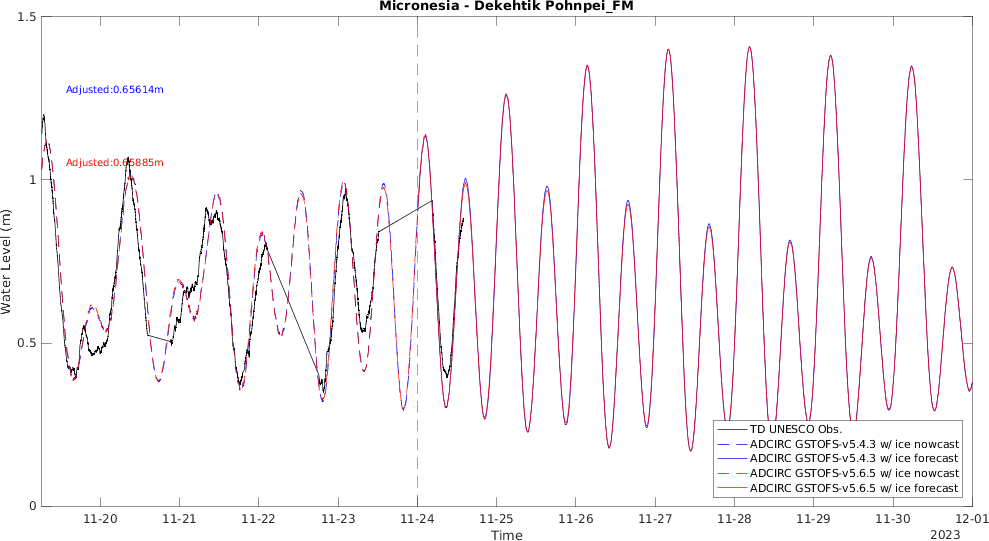 Micronesia - Dekehtik Pohnpei_FM
Water Level (m)
1.5
1
0.5
0
Adjusted:0.65614m
Adjusted:0.65885m
TD UNESCO Obs.
ADCIRC GSTOFS-v5.4.3 w/ ice nowcast
ADCIRC GSTOFS-v5.4.3 w/ ice forecast
ADCIRC GSTOFS-v5.6.5 w/ ice nowcast
ADCIRC GSTOFS-v5.6.5 w/ ice forecast
11-20 11-21 11-22 11-23 11-24 11-25 11-26 11-27 11-28 11-29 11-30 12-01
Time
2023